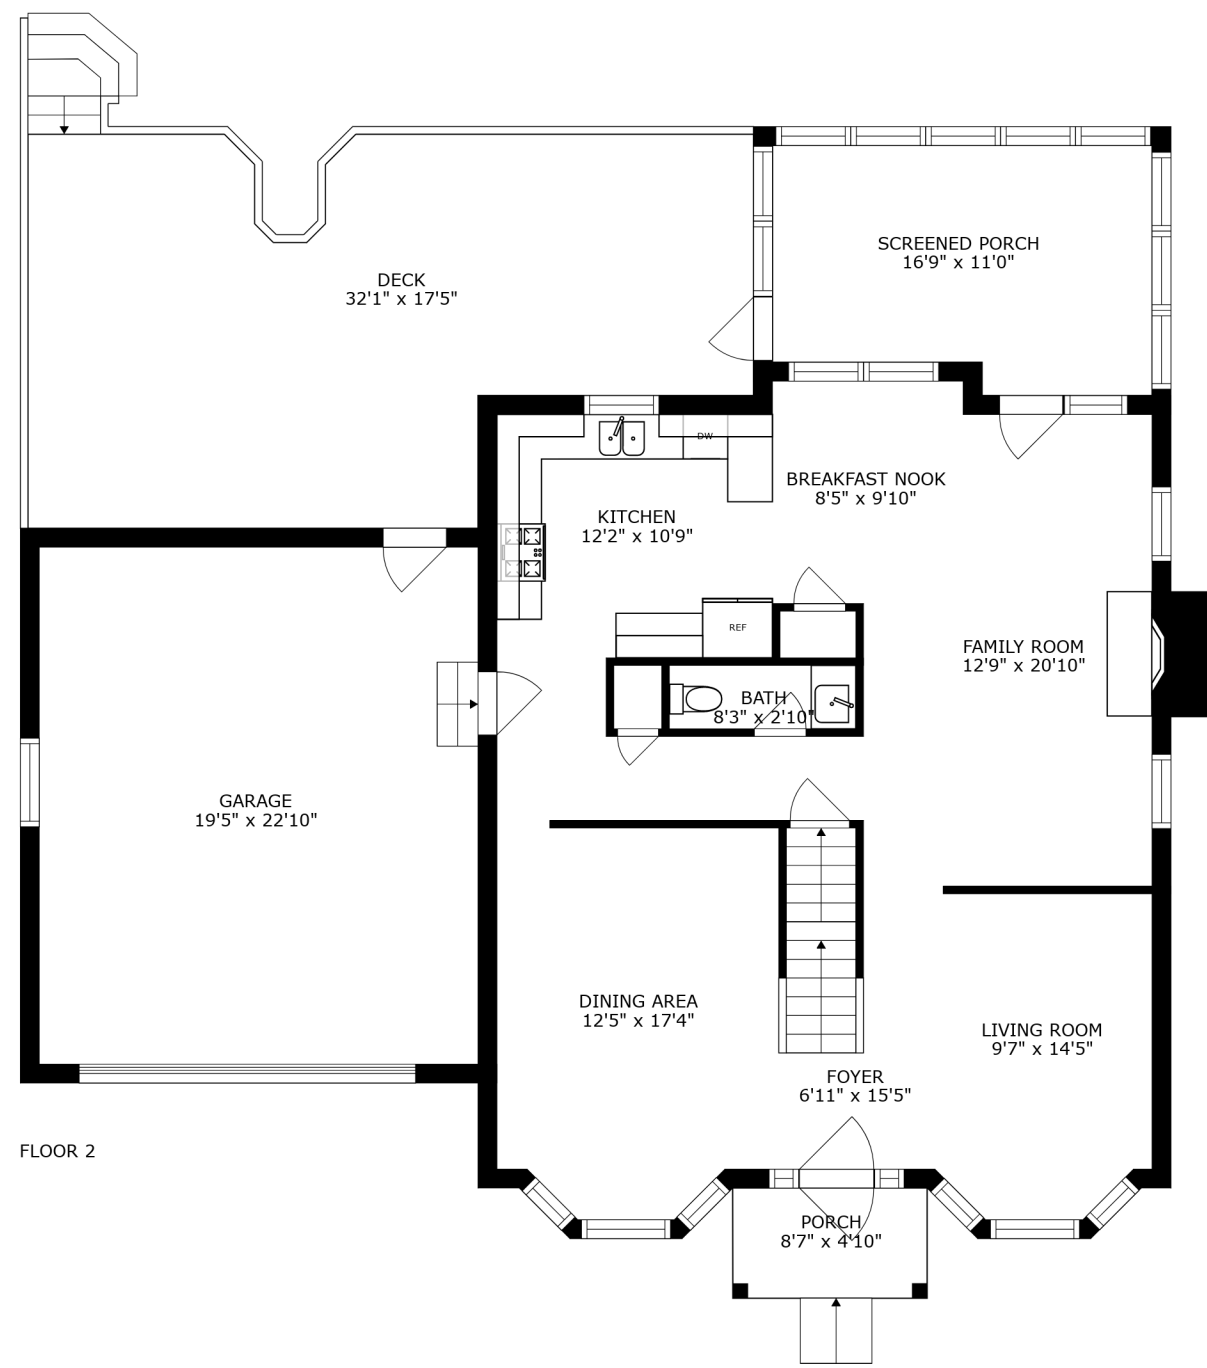 SCREENED PORCH
16'9" x 11'0"
DECK
32'1" x 17'5"
DW
BREAKFAST NOOK
8'5" x 9'10"
KITCHEN
12'2" x 10'9"
REF
FAMILY ROOM
12'9" x 20'10"
BATH
8'3" x 2'10"
GARAGE
19'5" x 22'10"
DINING AREA
12'5" x 17'4"
LIVING ROOM
9'7" x 14'5"
FOYER
6'11" x 15'5"
FLOOR 2
PORCH
8'7" x 4'10"